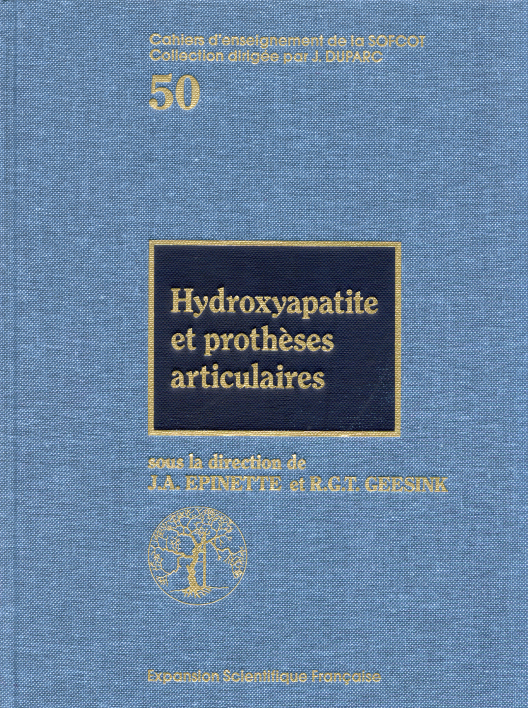 Cahiers d'enseignement de la SOFCOT
Collection dirigée par J. DUPARC
50
Hydroxyapatite
et prothèses
articulaires
sous la direction de
J.A. EPINETTE et R.G.T. GEESINK
Expansion Scientifique Française